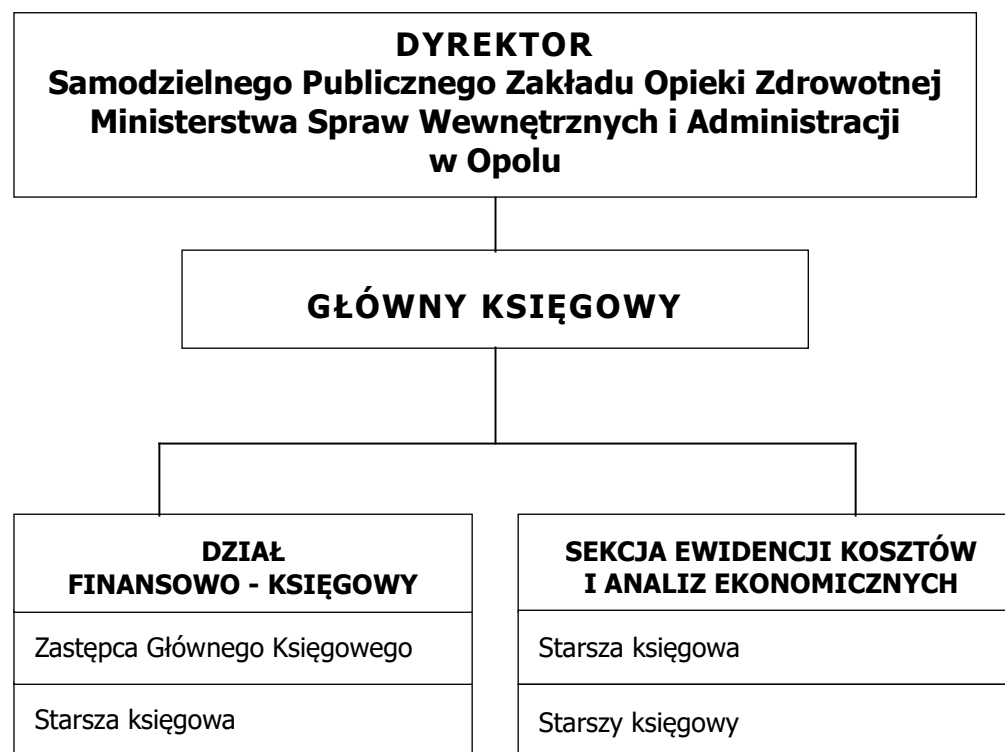 DYREKTOR
Samodzielnego Publicznego Zakładu Opieki Zdrowotnej
Ministerstwa Spraw Wewnętrznych i Administracji
w Opolu
GŁÓWNY KSIĘGOWY
DZIAŁ
FINANSOWO - KSIĘGOWY
Zastępca Głównego Księgowego
Starsza księgowa
SEKCJA EWIDENCJI KOSZTÓW
I ANALIZ EKONOMICZNYCH
Starsza księgowa
Starszy księgowy